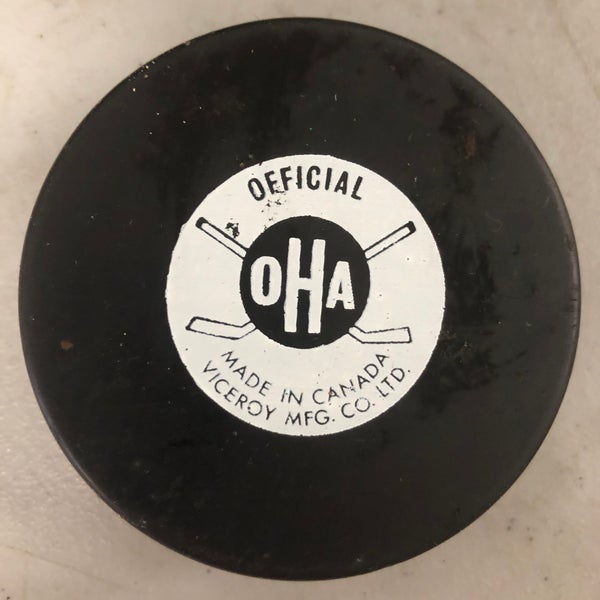 OFFICIAL
OHA
MADE IN CANADA
VICEROY MFG. CO. LTD.